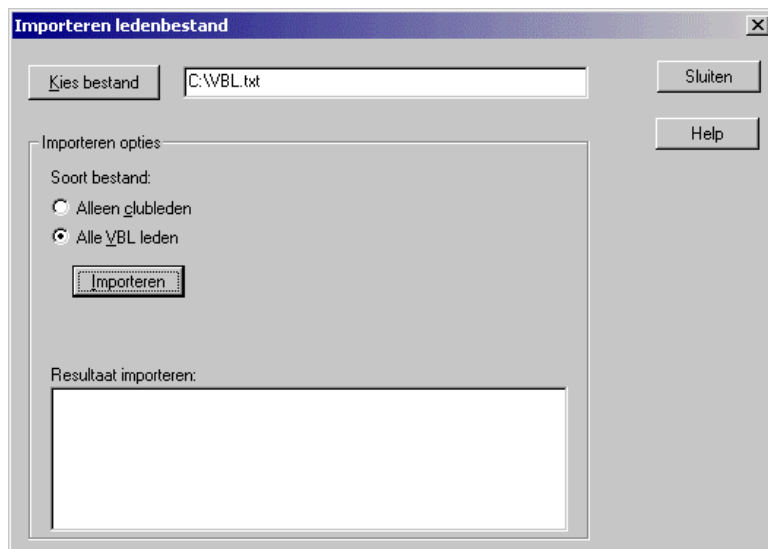 Importeren ledenbestand
Kies bestand
C:\VBL.txt
Sluiten
Help
Importeren opties
Soort bestand:
Alleen clubleden
Alle VBL leden
Importeren
Resultaat importeren: